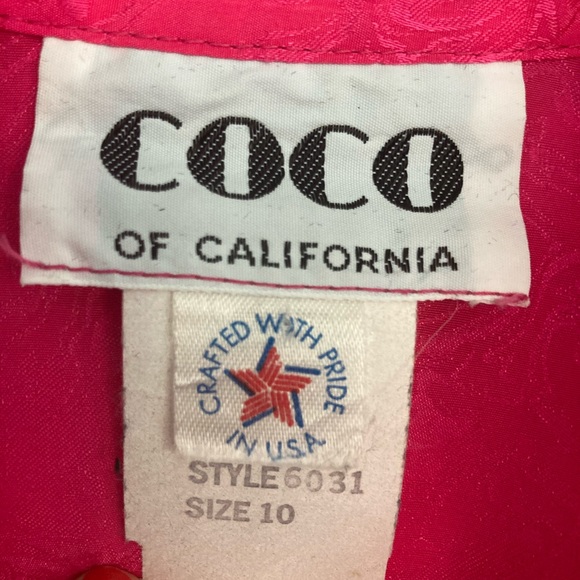 COCO
OF CALIFORNIA
CRAFTED WITH PRIDE
IN U.S.A.
STYLE 6031
SIZE 10